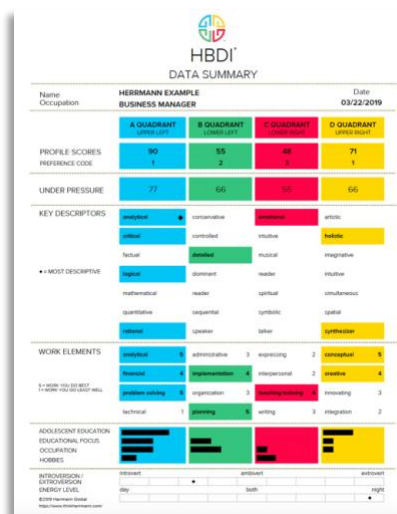 HBDI®
DATA SUMMARY
Name HERRMANN EXAMPLE Date
Occupation BUSINESS MANAGER 03/22/2019
A QUADRANT B QUADRANT C QUADRANT D QUADRANT
UPPER LEFT LOWER LEFT LOWER RIGHT UPPER RIGHT
PROFILE SCORES 90 55 48 71
PREFERENCE CODE 1 2 2 1
UNDER PRESSURE 77 66 55 66
KEY DESCRIPTORS analytical conservative emotional artistic
critical controlled intuitive holistic
factual detailed musical imaginative
♦ = MOST DESCRIPTIVE logical dominant reader intuitive
mathematical reader spiritual simultaneous
quantitative sequential symbolic spatial
rational speaker talker synthesizer
WORK ELEMENTS analytical 5 administrative 3 expressing 2 conceptual 5
financial 4 implementation 4 interpersonal 2 creative 4
5 = WORK YOU DO BEST
1 = WORK YOU DO LEAST WELL
problem solving 5 organization 3 teaching/training 4 innovating 3
technical 1 planning 5 writing 3 integration 2
ADOLESCENT EDUCATION
EDUCATIONAL FOCUS
OCCUPATION
HOBBIES
INTROVERSION / introvert ambivert extrovert
EXTROVERSION
ENERGY LEVEL day both night
©2019 Herrmann Global
https://www.thinkherrmann.com/